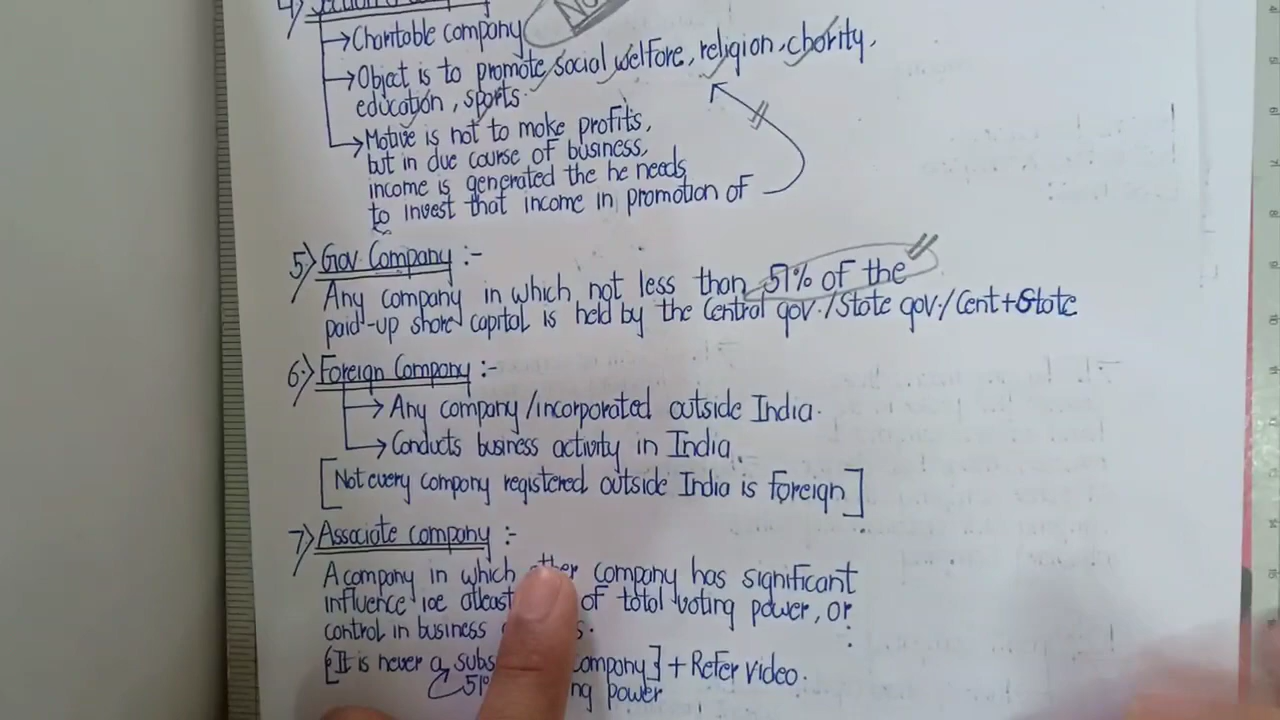 4)
No
→Charitable company
→Object is to promote social welfare, religion, charity,
education, sports.
→Motive is not to make profits,
but in due course of business,
income is generated the he needs
to invest that income in promotion of
5) Gov Company :-
Any company in which not less than 51% of the
paid-up share capital is held by the Central gov./State gov/Cent+State
6.) Foreign Company :-
→ Any company/incorporated outside India.
→ Conducts business activity in India.
[Not every company registered outside India is foreign]
7) Associate company :-
A company in which other company has significant
influence ioe atleast of total voting power, or
control in business
[It is never a company] + Refer video.
51% power